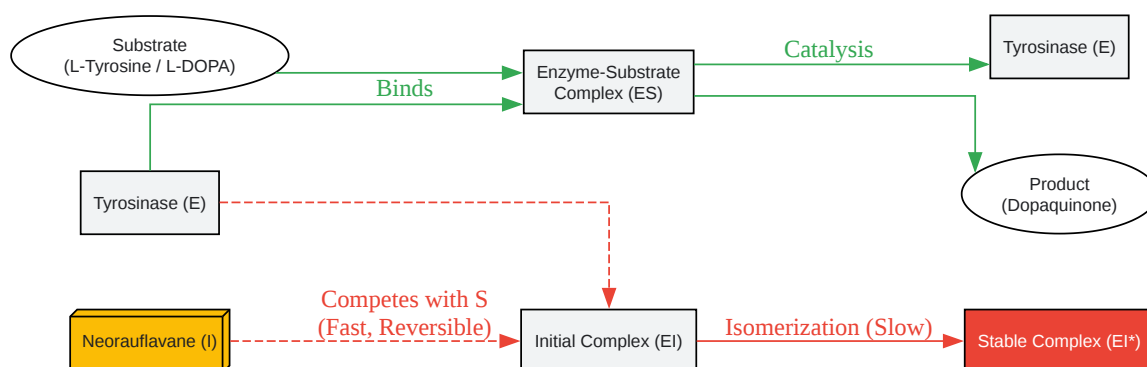 Substrate
(L-Tyrosine / L-DOPA)
Binds
Enzyme-Substrate
Complex (ES)
Catalysis
Tyrosinase (E)
Tyrosinase (E)
Product
(Dopaquinone)
Neorauflavane (I)
Competes with S
(Fast, Reversible)
Initial Complex (EI)
Isomerization (Slow)
Stable Complex (EI*)